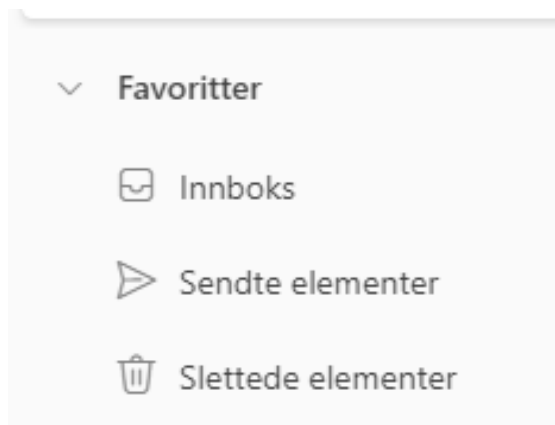 Favoritter
Innboks
Sendte elementer
Slettede elementer